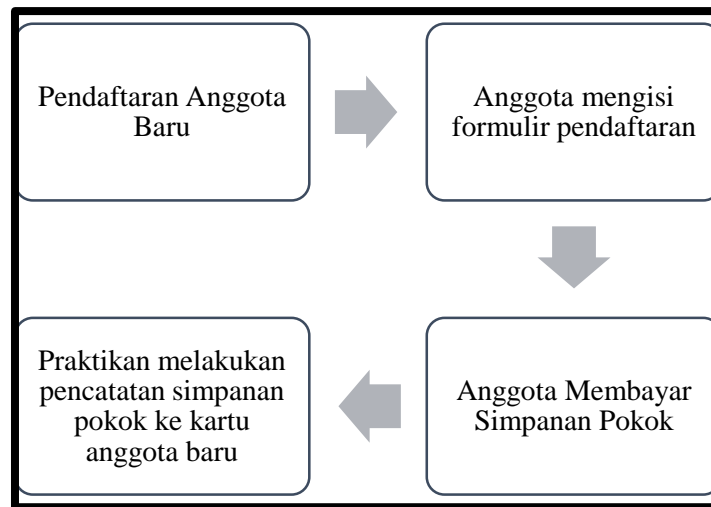 Pendaftaran Anggota
Baru
Anggota mengisi
formulir pendaftaran
Anggota Membayar
Simpanan Pokok
Praktikan melakukan
pencatatan simpanan
pokok ke kartu
anggota baru